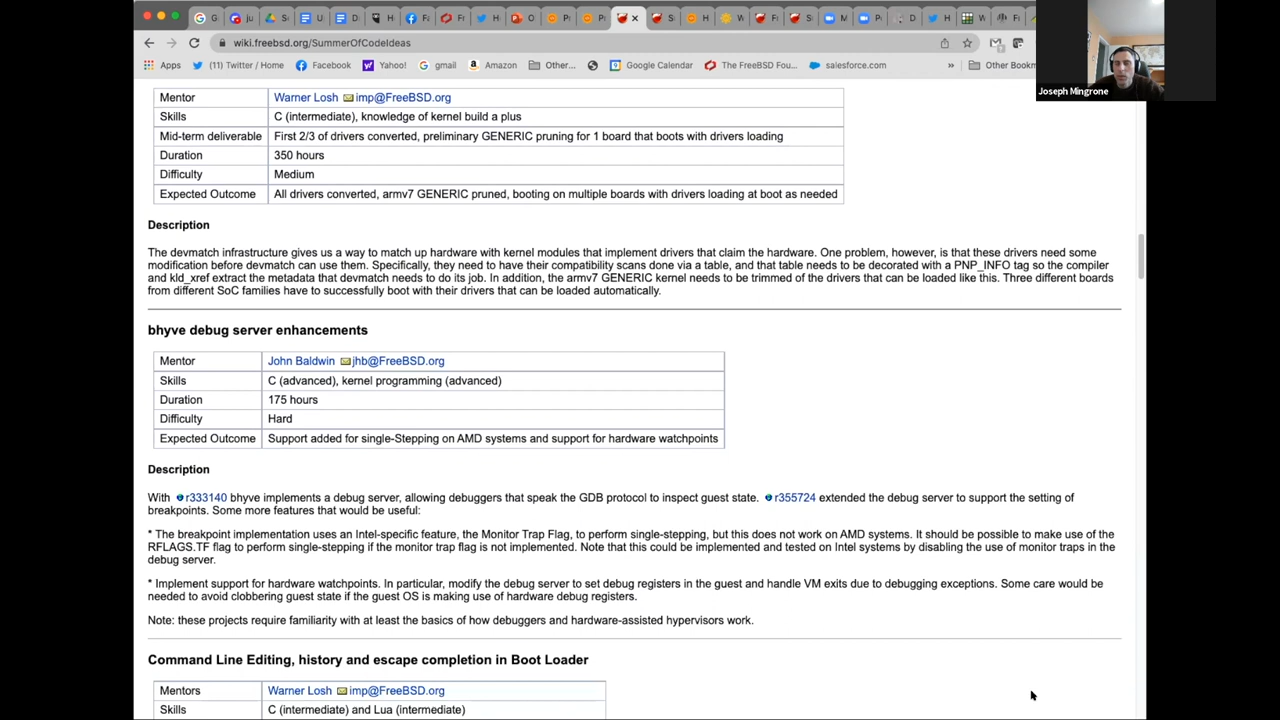 wiki.freebsd.org/SummerOfCodeIdeas
Apps (11) Twitter / Home Facebook Yahoo! gmail Amazon Other... Google Calendar The FreeBSD Fou... salesforce.com » Other Bookm
Joseph Mingrone
Mentor Warner Losh imp@FreeBSD.org
Skills C (intermediate), knowledge of kernel build a plus
Mid-term deliverable First 2/3 of drivers converted, preliminary GENERIC pruning for 1 board that boots with drivers loading
Duration 350 hours
Difficulty Medium
Expected Outcome All drivers converted, armv7 GENERIC pruned, booting on multiple boards with drivers loading at boot as needed
Description
The devmatch infrastructure gives us a way to match up hardware with kernel modules that implement drivers that claim the hardware. One problem, however, is that these drivers need some
modification before devmatch can use them. Specifically, they need to have their compatibility scans done via a table, and that table needs to be decorated with a PNP_INFO tag so the compiler
and kld_xref extract the metadata that devmatch needs to do its job. In addition, the armv7 GENERIC kernel needs to be trimmed of the drivers that can be loaded like this. Three different boards
from different SoC families have to successfully boot with their drivers that can be loaded automatically.
bhyve debug server enhancements
Mentor John Baldwin jhb@FreeBSD.org
Skills C (advanced), kernel programming (advanced)
Duration 175 hours
Difficulty Hard
Expected Outcome Support added for single-Stepping on AMD systems and support for hardware watchpoints
Description
With r333140 bhyve implements a debug server, allowing debuggers that speak the GDB protocol to inspect guest state. r355724 extended the debug server to support the setting of
breakpoints. Some more features that would be useful:
* The breakpoint implementation uses an Intel-specific feature, the Monitor Trap Flag, to perform single-stepping, but this does not work on AMD systems. It should be possible to make use of the
RFLAGS.TF flag to perform single-stepping if the monitor trap flag is not implemented. Note that this could be implemented and tested on Intel systems by disabling the use of monitor traps in the
debug server.
* Implement support for hardware watchpoints. In particular, modify the debug server to set debug registers in the guest and handle VM exits due to debugging exceptions. Some care would be
needed to avoid clobbering guest state if the guest OS is making use of hardware debug registers.
Note: these projects require familiarity with at least the basics of how debuggers and hardware-assisted hypervisors work.
Command Line Editing, history and escape completion in Boot Loader
Mentors Warner Losh imp@FreeBSD.org
Skills C (intermediate) and Lua (intermediate)